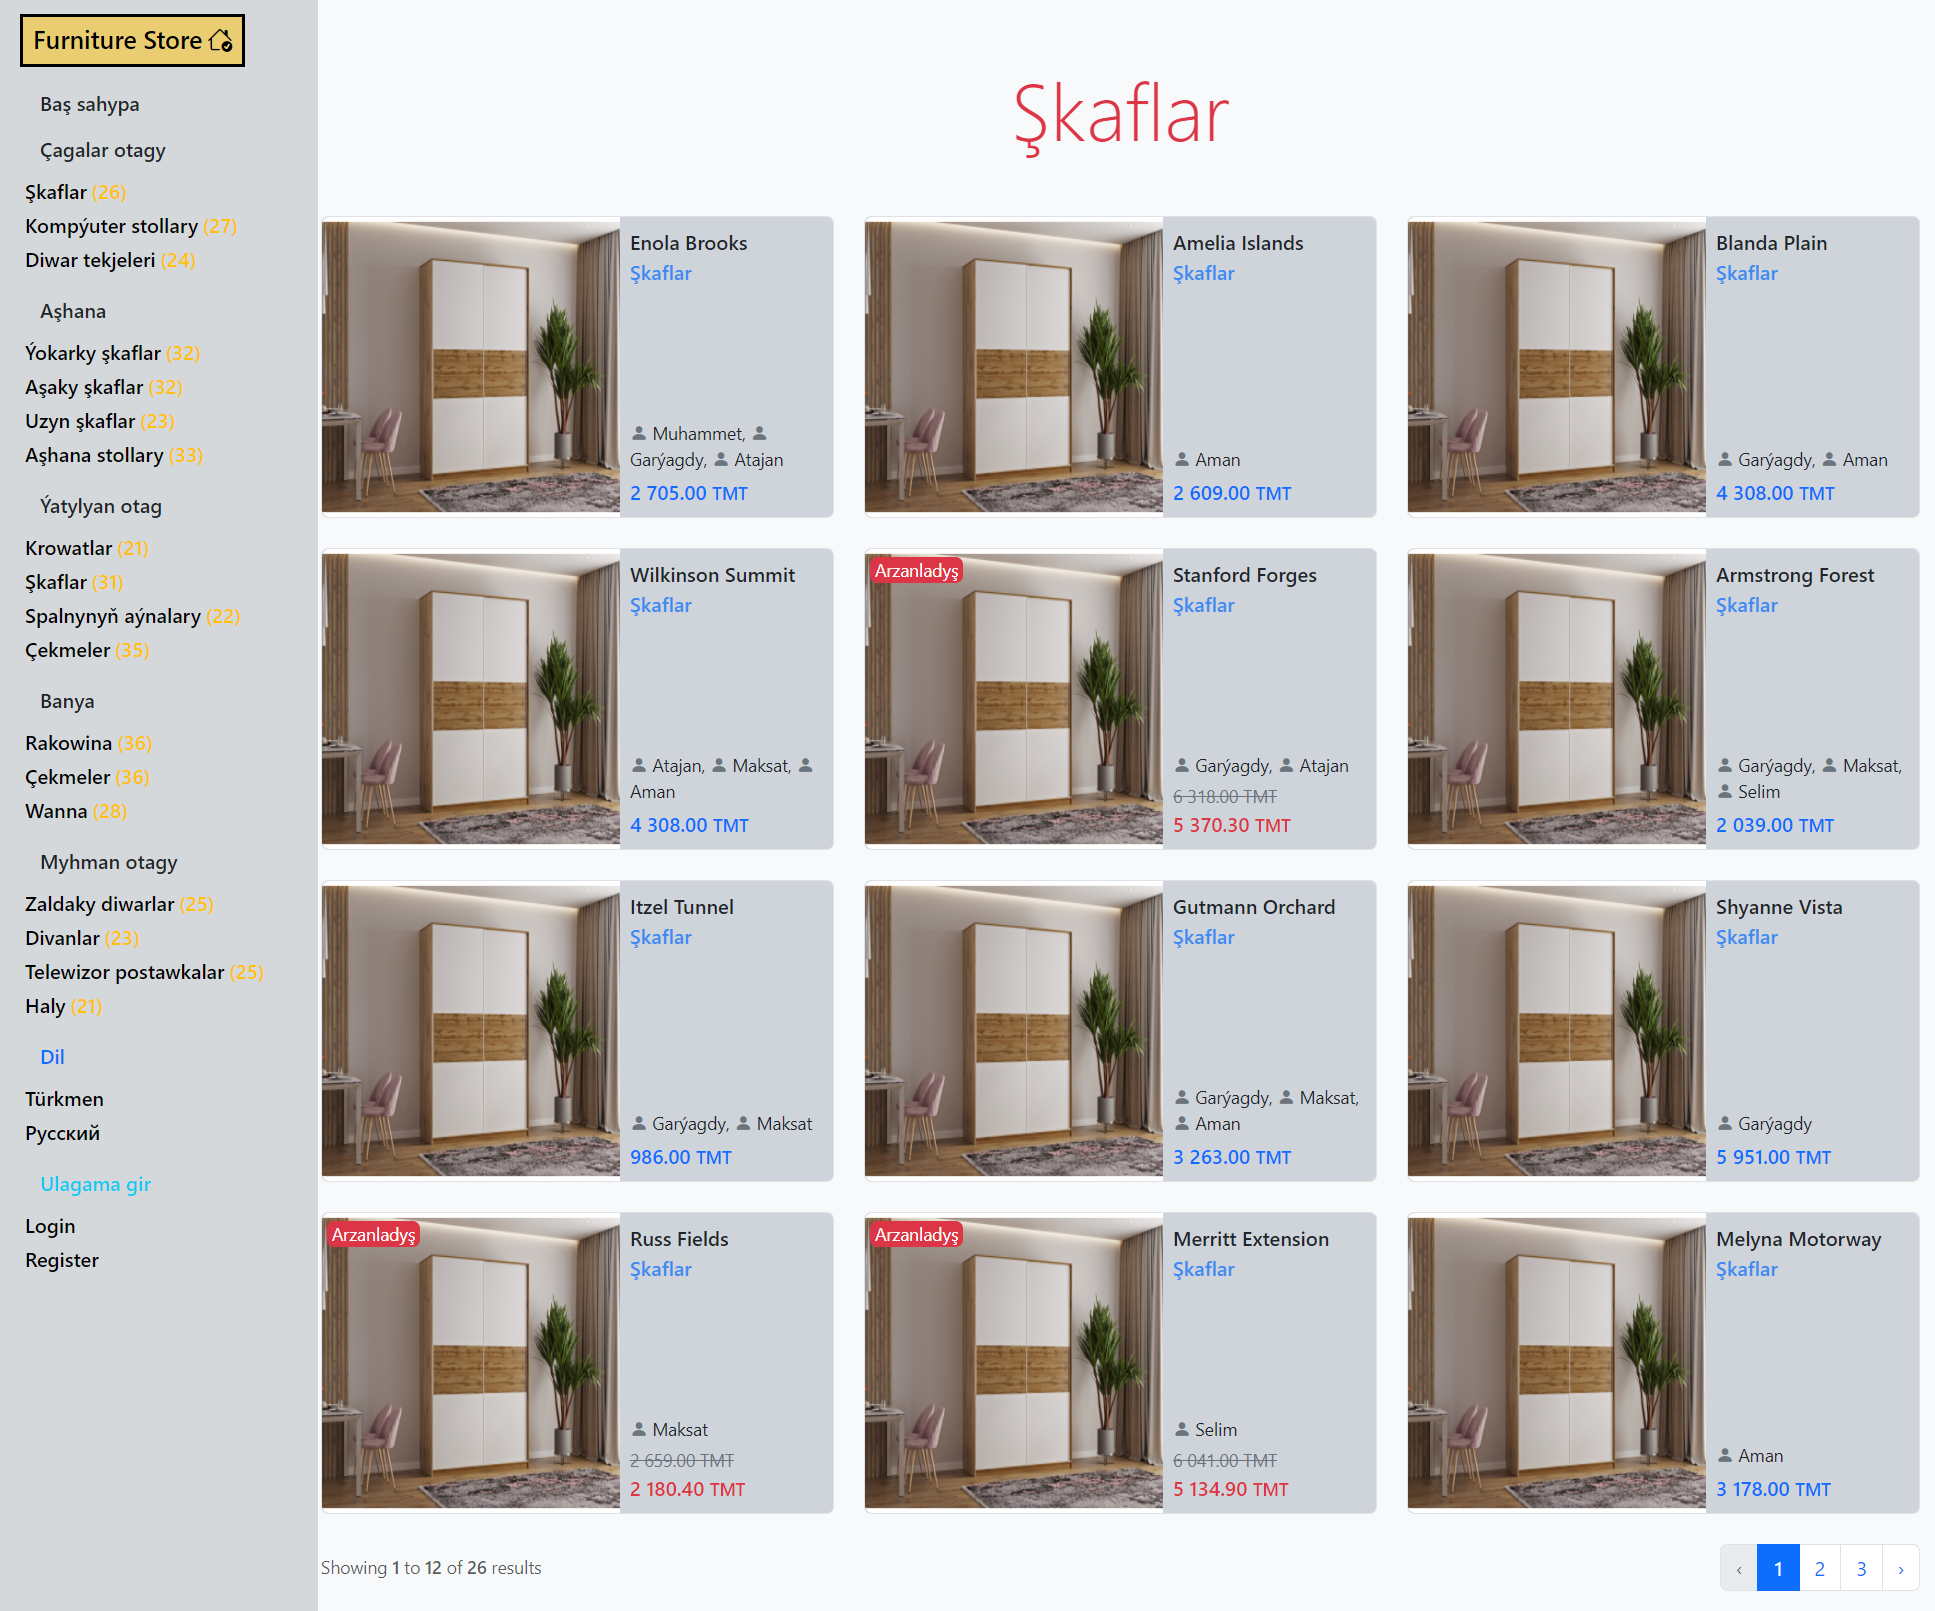 Furniture Store
Baş sahypa
Çagalar otagy
Şkaflar (26)
Kompýuter stollary (27)
Diwar tekjeleri (24)
Aşhana
Ýokarky şkaflar (32)
Aşaky şkaflar (32)
Uzyn şkaflar (23)
Aşhana stollary (33)
Ýatylyan otag
Krowatlar (21)
Şkaflar (31)
Spalnynyň aýnalary (22)
Çekmeler (35)
Banya
Rakowina (36)
Çekmeler (36)
Wanna (28)
Myhman otagy
Zaldaky diwarlar (25)
Divanlar (23)
Telewizor postawkalar (25)
Haly (21)
Dil
Türkmen
Русский
Ulagama gir
Login
Register
Şkaflar
Enola Brooks
Şkaflar
Muhammet,
Garýagdy, Atajan
2 705.00 TMT
Amelia Islands
Şkaflar
Aman
2 609.00 TMT
Blanda Plain
Şkaflar
Garýagdy, Aman
4 308.00 TMT
Wilkinson Summit
Şkaflar
Atajan, Maksat,
Aman
4 308.00 TMT
Arzanladyş
Stanford Forges
Şkaflar
Garýagdy, Atajan
6 318.00 TMT
5 370.30 TMT
Armstrong Forest
Şkaflar
Garýagdy, Maksat,
Selim
2 039.00 TMT
Itzel Tunnel
Şkaflar
Garýagdy, Maksat
986.00 TMT
Gutmann Orchard
Şkaflar
Garýagdy, Maksat,
Aman
3 263.00 TMT
Shyanne Vista
Şkaflar
Garýagdy
5 951.00 TMT
Arzanladyş
Russ Fields
Şkaflar
Maksat
2 659.00 TMT
2 180.40 TMT
Arzanladyş
Merritt Extension
Şkaflar
Selim
6 041.00 TMT
5 134.90 TMT
Melyna Motorway
Şkaflar
Aman
3 178.00 TMT
Showing 1 to 12 of 26 results
‹ 1 2 3 ›